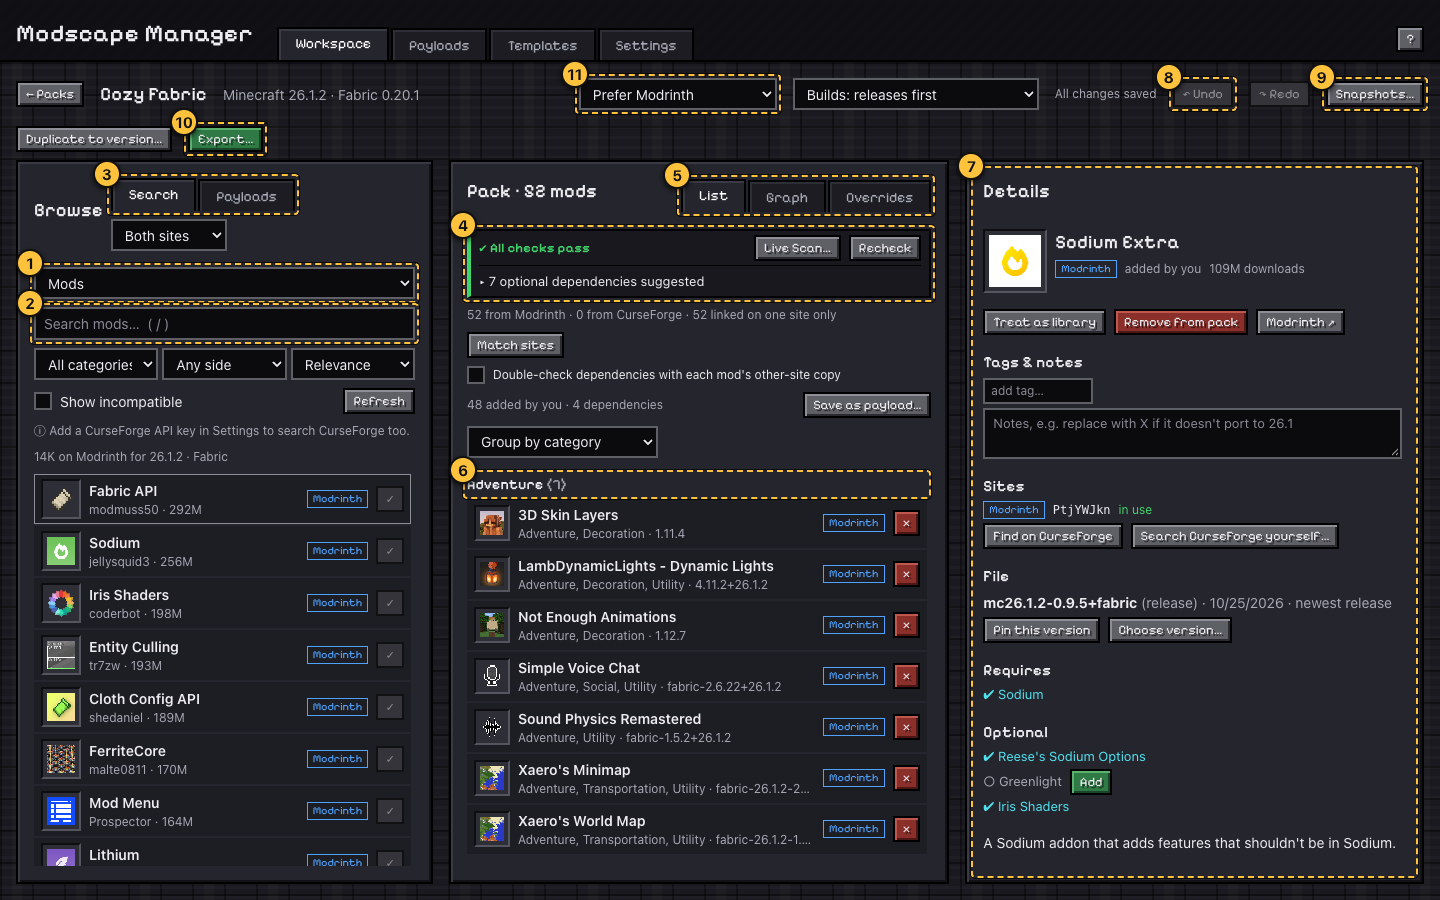 Modscape Manager
Workspace
Payloads
Templates
Settings
?
← Packs
Cozy Fabric
Minecraft 26.1.2 · Fabric 0.20.1
11
Prefer Modrinth
Builds: releases first
All changes saved
8
↶ Undo
↷ Redo
9
Snapshots...
Duplicate to version...
10
Export...
3
Browse
Search
Payloads
Both sites
1
Mods
2
Search mods... ( / )
All categories
Any side
Relevance
Show incompatible
Refresh
ⓘ Add a CurseForge API key in Settings to search CurseForge too.
14K on Modrinth for 26.1.2 · Fabric
Fabric API
modmuss50 · 292M
Modrinth
✓
Sodium
jellysquid3 · 256M
Modrinth
✓
Iris Shaders
coderbot · 198M
Modrinth
✓
Entity Culling
tr7zw · 193M
Modrinth
✓
Cloth Config API
shedaniel · 189M
Modrinth
✓
FerriteCore
malte0811 · 170M
Modrinth
✓
Mod Menu
Prospector · 164M
Modrinth
✓
Lithium
Modrinth
✓
Pack · 52 mods
5
List
Graph
Overrides
4
✔ All checks pass
Live Scan...
Recheck
▸ 7 optional dependencies suggested
52 from Modrinth · 0 from CurseForge · 52 linked on one site only
Match sites
Double-check dependencies with each mod's other-site copy
48 added by you · 4 dependencies
Save as payload...
Group by category
6
Adventure (7)
3D Skin Layers
Adventure, Decoration · 1.11.4
Modrinth
×
LambDynamicLights - Dynamic Lights
Adventure, Decoration, Utility · 4.11.2+26.1.2
Modrinth
×
Not Enough Animations
Adventure, Decoration · 1.12.7
Modrinth
×
Simple Voice Chat
Adventure, Social, Utility · fabric-2.6.22+26.1.2
Modrinth
×
Sound Physics Remastered
Adventure, Utility · fabric-1.5.2+26.1.2
Modrinth
×
Xaero's Minimap
Adventure, Transportation, Utility · fabric-26.1.2-2...
Modrinth
×
Xaero's World Map
Adventure, Transportation, Utility · fabric-26.1.2-1....
Modrinth
×
7
Details
Sodium Extra
Modrinth added by you 109M downloads
Treat as library
Remove from pack
Modrinth ↗
Tags & notes
add tag...
Notes, e.g. replace with X if it doesn't port to 26.1
Sites
Modrinth PtjYWJkn in use
Find on CurseForge
Search CurseForge yourself...
File
mc26.1.2-0.9.5+fabric (release) · 10/25/2026 · newest release
Pin this version
Choose version...
Requires
✔ Sodium
Optional
✔ Reese's Sodium Options
○ Greenlight
Add
✔ Iris Shaders
A Sodium addon that adds features that shouldn't be in Sodium.